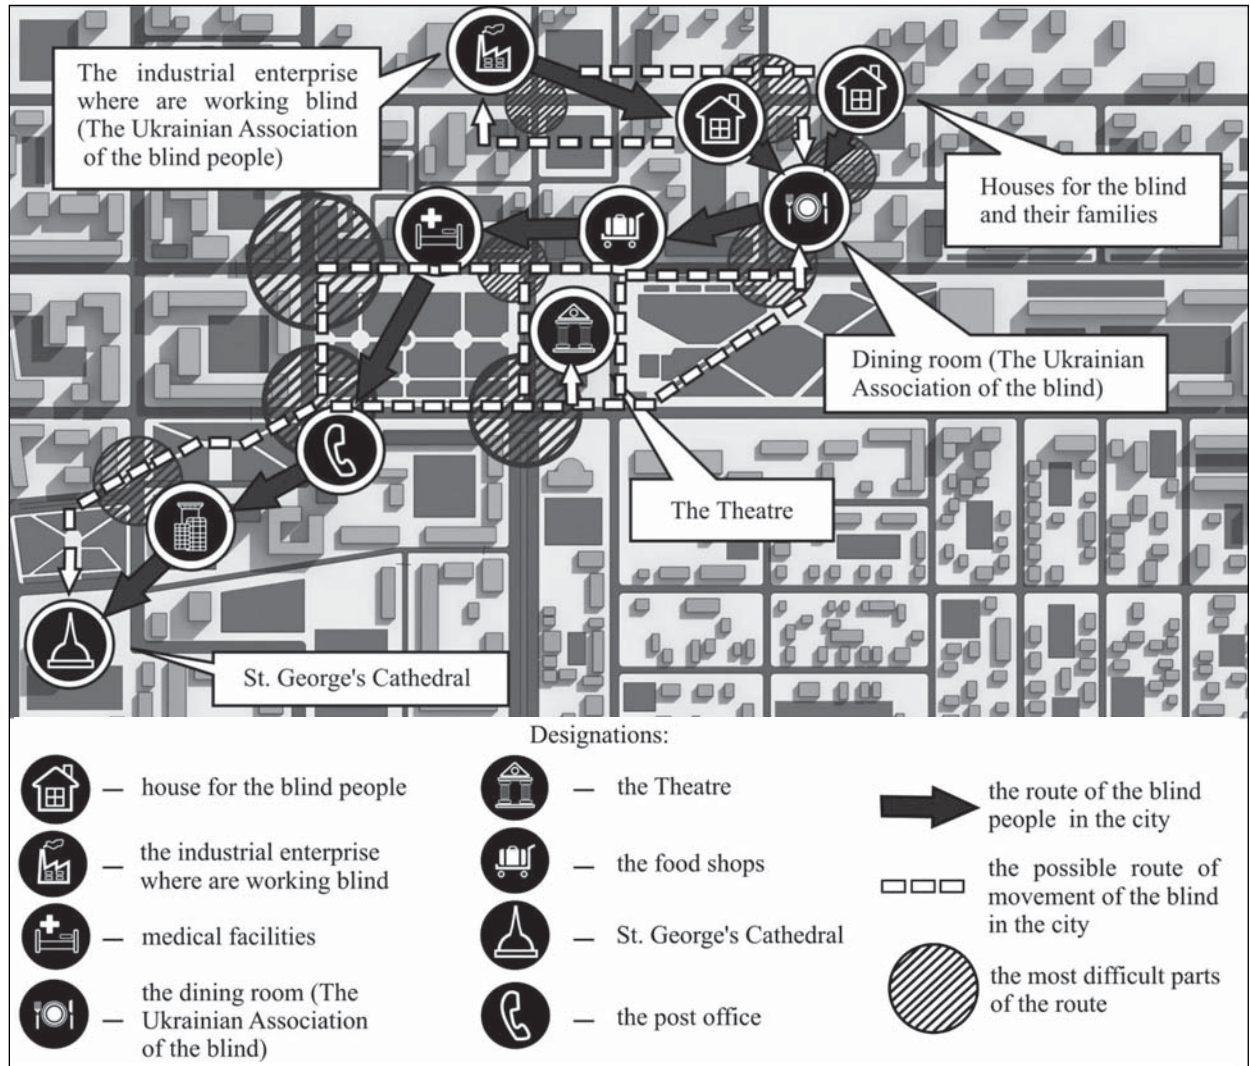 The industrial enterprise
where are working blind
(The Ukrainian Association
of the blind people)
Houses for the blind
and their families
Dining room (The Ukrainian
Association of the blind)
The Theatre
St. George's Cathedral
Designations:
— house for the blind people
— the industrial enterprise
where are working blind
— medical facilities
— the dining room (The
Ukrainian Association
of the blind)
— the Theatre
— the food shops
— St. George's Cathedral
— the post office
the route of the blind
people in the city
the possible route of
movement of the blind
in the city
the most difficult parts
of the route